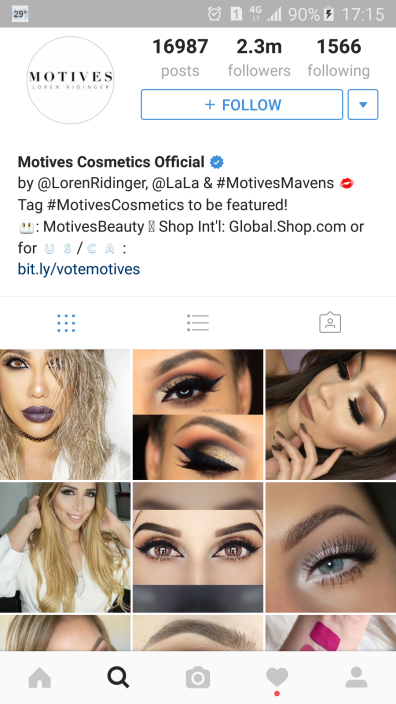 29°
4G
90%
17:15
MOTIVES
LOREN RIDINGER
16987
2.3m
1566
posts
followers
following
+ FOLLOW
Motives Cosmetics Official
by @LorenRidinger, @LaLa & #MotivesMavens 💋
Tag #MotivesCosmetics to be featured!
: MotivesBeauty Shop Int'l: Global.Shop.com or
for U S / C A :
bit.ly/votemotives